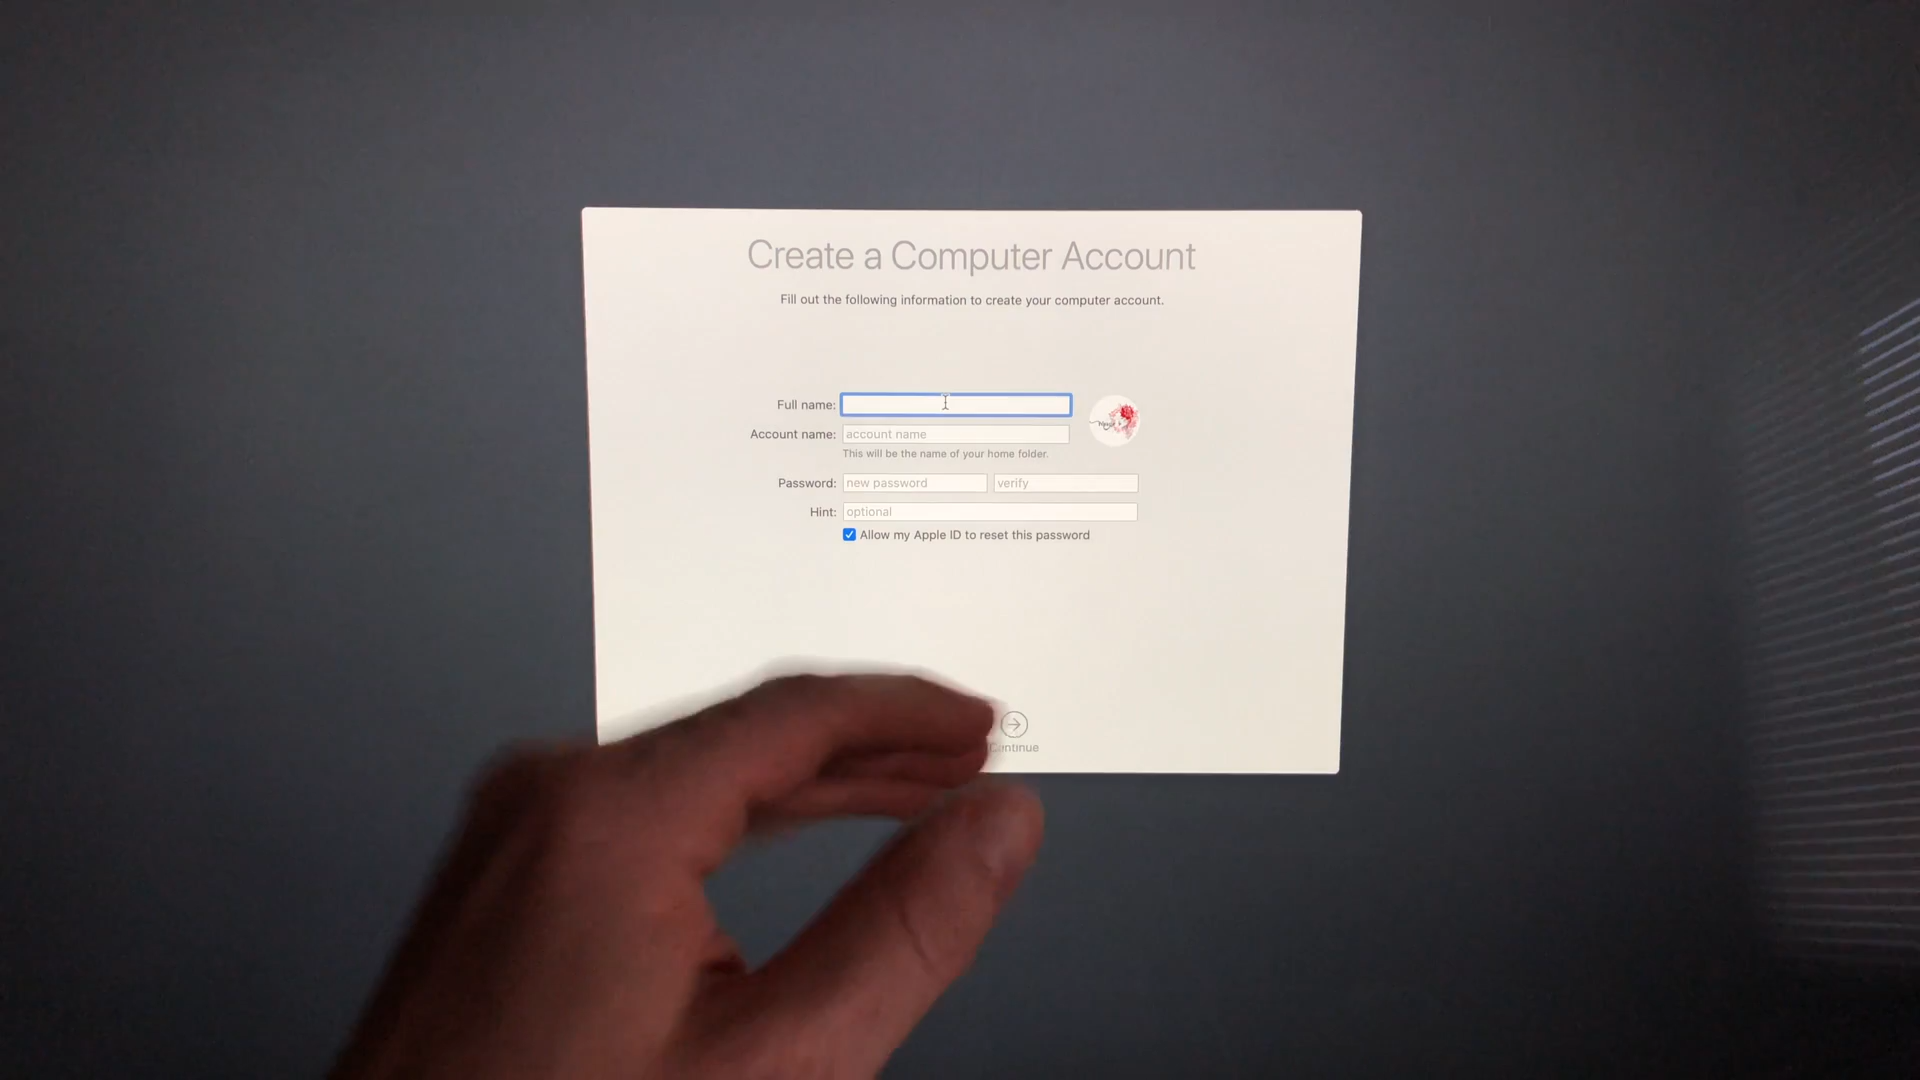 Create a Computer Account
Fill out the following information to create your computer account.
Full name:
Account name: account name
This will be the name of your home folder.
Password: new password verify
Hint: optional
Allow my Apple ID to reset this password
Continue